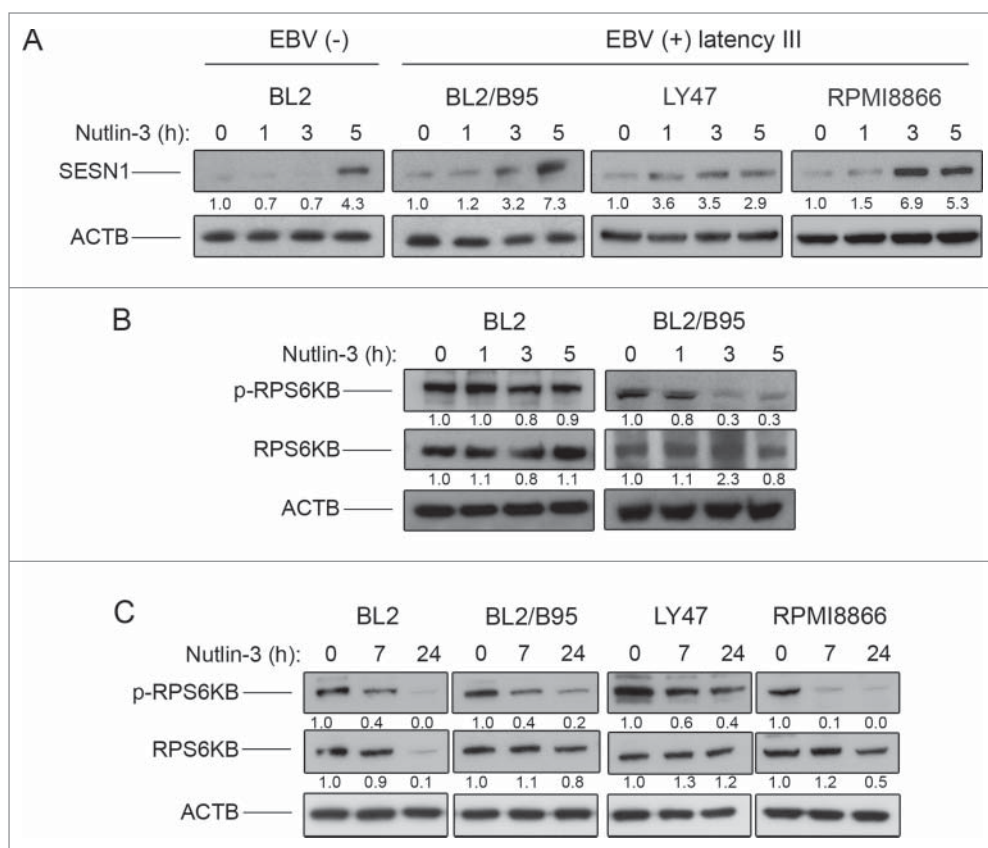 A
EBV (-) EBV (+) latency III
BL2 BL2/B95 LY47 RPMI8866
Nutlin-3 (h): 0 1 3 5 0 1 3 5 0 1 3 5 0 1 3 5
SESN1
1.0 0.7 0.7 4.3 1.0 1.2 3.2 7.3 1.0 3.6 3.5 2.9 1.0 1.5 6.9 5.3
ACTB
B
BL2 BL2/B95
Nutlin-3 (h): 0 1 3 5 0 1 3 5
p-RPS6KB
1.0 1.0 0.8 0.9 1.0 0.8 0.3 0.3
RPS6KB
1.0 1.1 0.8 1.1 1.0 1.1 2.3 0.8
ACTB
C
BL2 BL2/B95 LY47 RPMI8866
Nutlin-3 (h): 0 7 24 0 7 24 0 7 24 0 7 24
p-RPS6KB
1.0 0.4 0.0 1.0 0.4 0.2 1.0 0.6 0.4 1.0 0.1 0.0
RPS6KB
1.0 0.9 0.1 1.0 1.1 0.8 1.0 1.3 1.2 1.0 1.2 0.5
ACTB